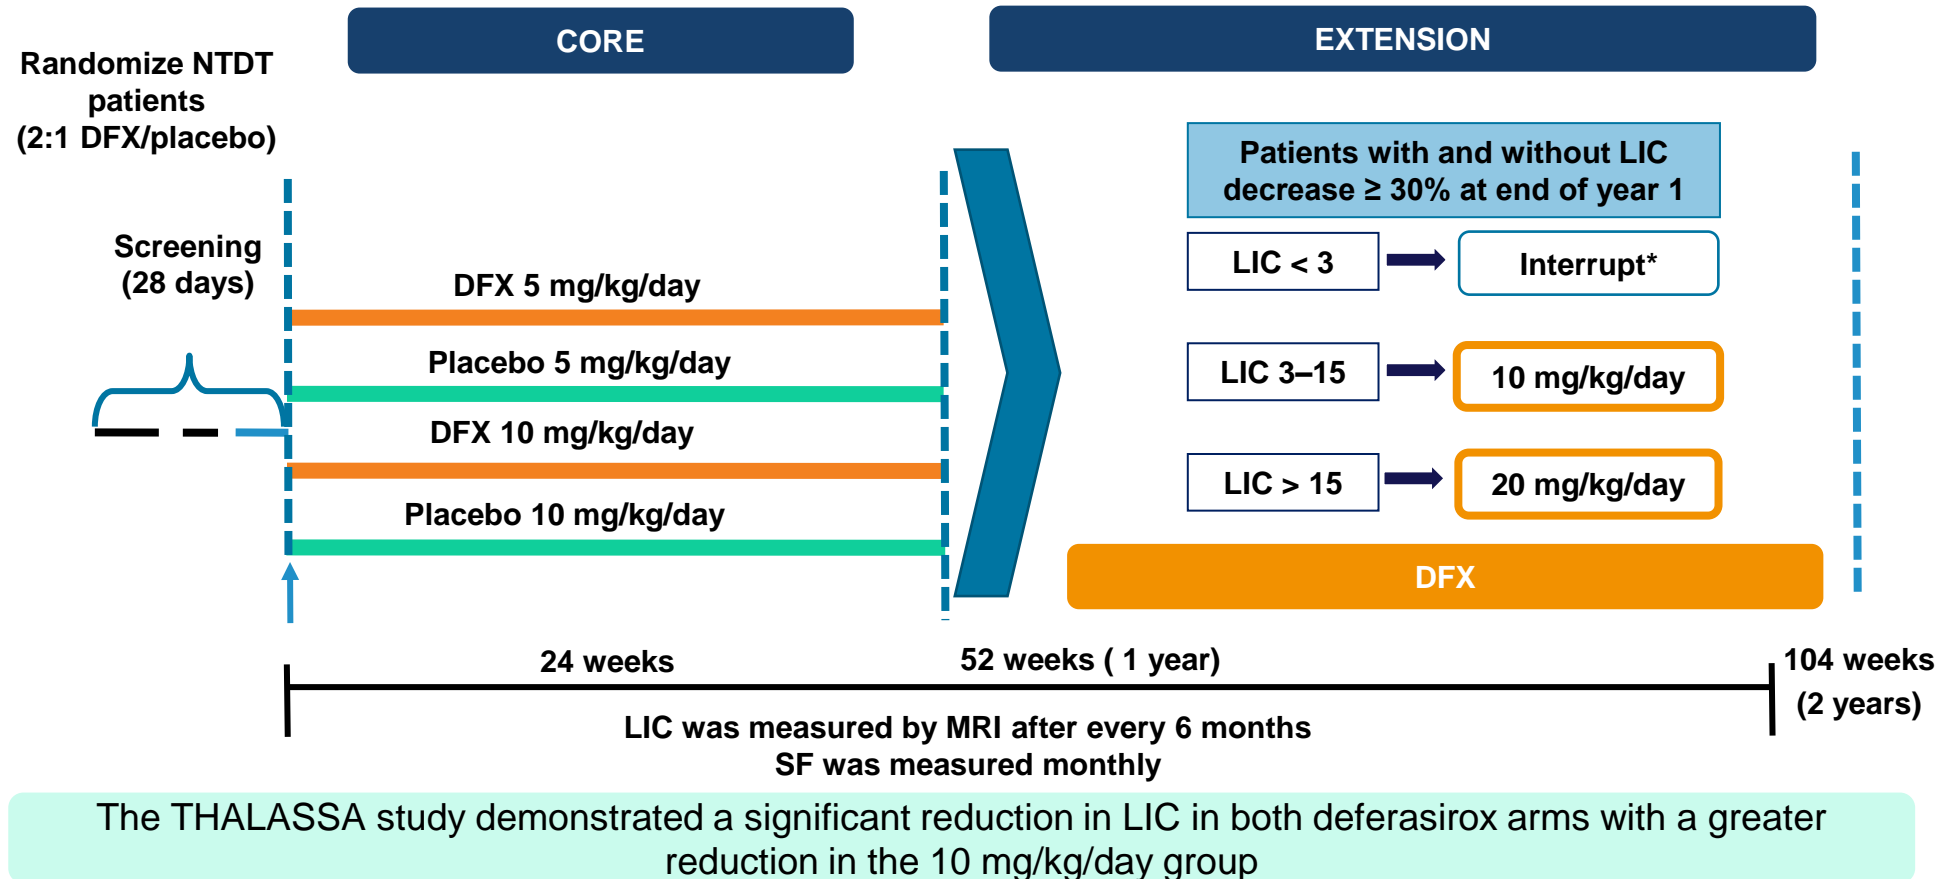 CORE
EXTENSION
Randomize NTDT
patients
(2:1 DFX/placebo)
Screening
(28 days)
DFX 5 mg/kg/day
Placebo 5 mg/kg/day
DFX 10 mg/kg/day
Placebo 10 mg/kg/day
Patients with and without LIC
decrease ≥ 30% at end of year 1
LIC < 3
Interrupt*
LIC 3–15
10 mg/kg/day
LIC > 15
20 mg/kg/day
DFX
24 weeks
52 weeks ( 1 year)
104 weeks
(2 years)
LIC was measured by MRI after every 6 months
SF was measured monthly
The THALASSA study demonstrated a significant reduction in LIC in both deferasirox arms with a greater
reduction in the 10 mg/kg/day group